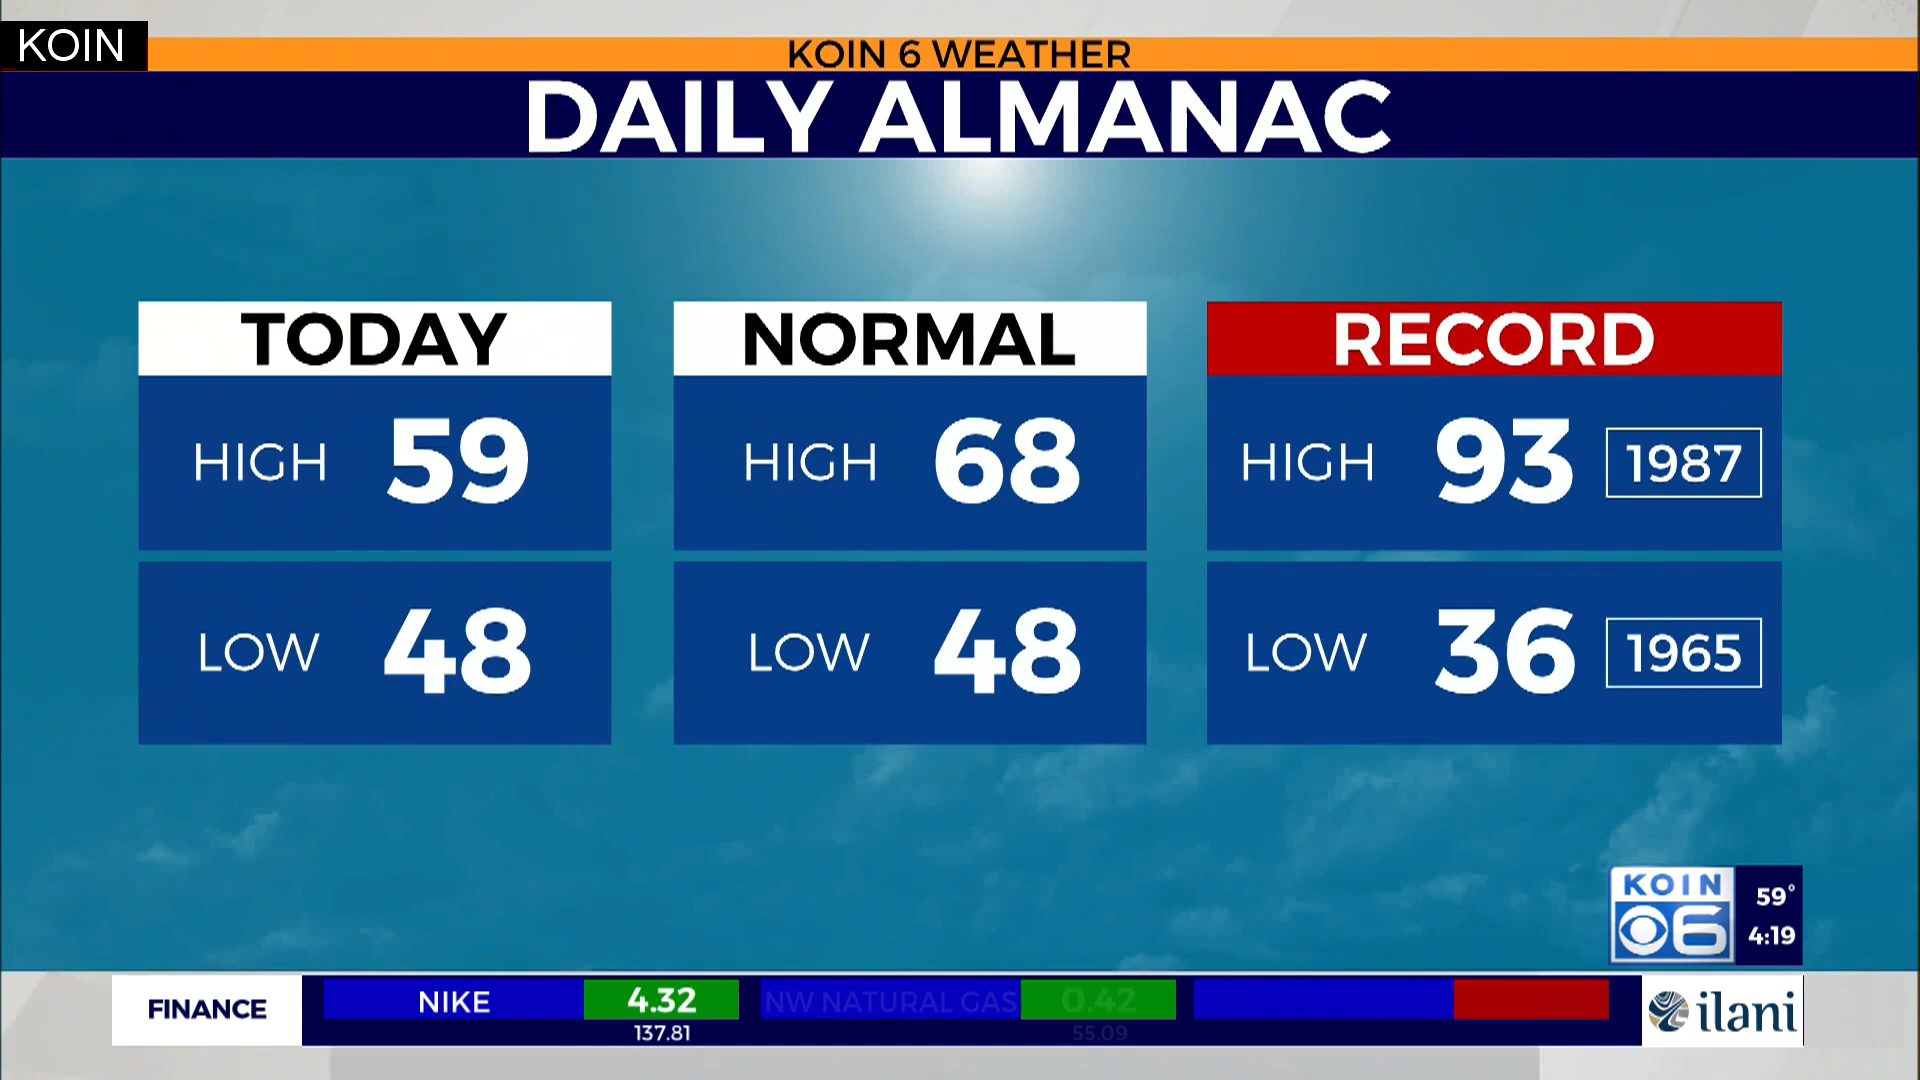 KOIN
KOIN 6 WEATHER
DAILY ALMANAC
TODAY
HIGH 59
LOW 48
NORMAL
HIGH 68
LOW 48
RECORD
HIGH 93 1987
LOW 36 1965
KOIN
6
59°
4:19
FINANCE
NIKE 4.32
137.81
NW NATURAL GAS 0.42
55.09
ilani